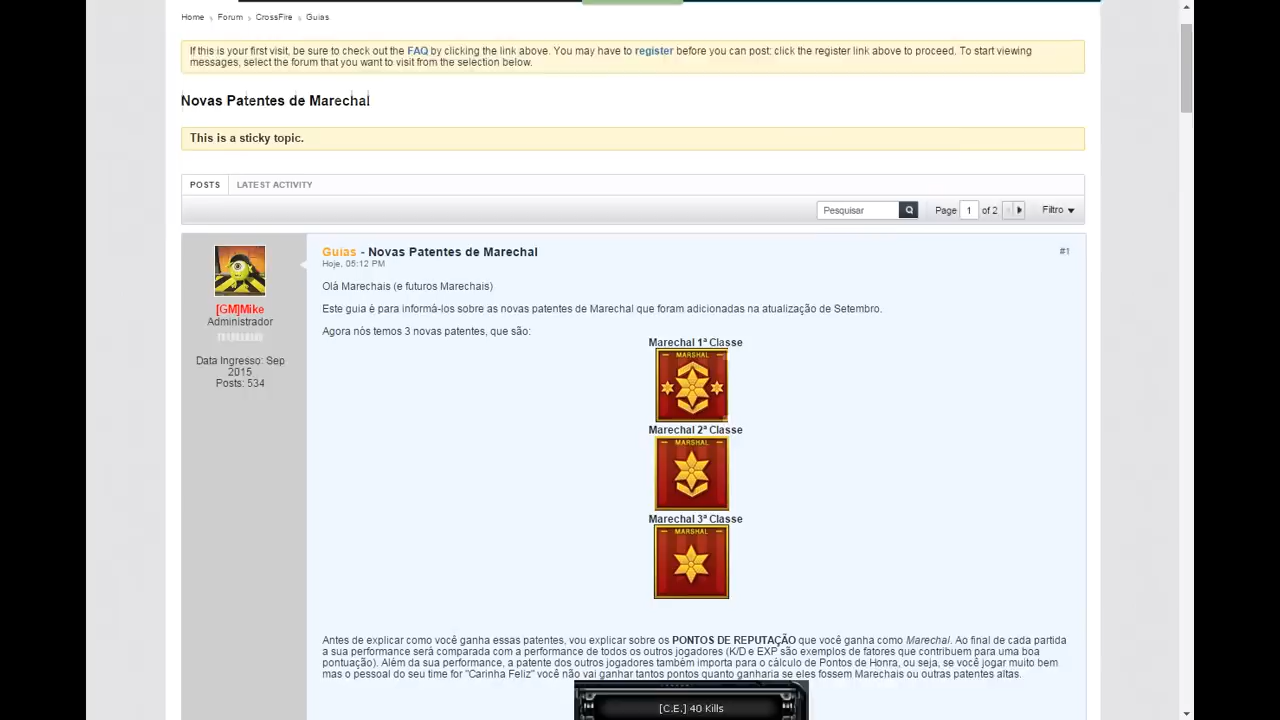 Home Forum CrossFire Guias
If this is your first visit, be sure to check out the FAQ by clicking the link above. You may have to register before you can post: click the register link above to proceed. To start viewing
messages, select the forum that you want to visit from the selection below.
Novas Patentes de Marechal
This is a sticky topic.
POSTS LATEST ACTIVITY
Pesquisar Page 1 of 2 Filtro
Guias - Novas Patentes de Marechal #1
Hoje, 05:12 PM
[GM]Mike
Administrador
Data Ingresso: Sep
2015
Posts: 534
Olá Marechais (e futuros Marechais)
Este guia é para informá-los sobre as novas patentes de Marechal que foram adicionadas na atualização de Setembro.
Agora nós temos 3 novas patentes, que são:
Marechal 1ª Classe
MARSHAL
Marechal 2ª Classe
MARSHAL
Marechal 3ª Classe
MARSHAL
Antes de explicar como você ganha essas patentes, vou explicar sobre os PONTOS DE REPUTAÇÃO que você ganha como Marechal. Ao final de cada partida
a sua performance será comparada com a performance de todos os outros jogadores (K/D e EXP são exemplos de fatores que contribuem para uma boa
pontuação). Além da sua performance, a patente dos outros jogadores também importa para o cálculo de Pontos de Honra, ou seja, se você jogar muito bem
mas o pessoal do seu time for "Carinha Feliz" você não vai ganhar tantos pontos quanto ganharia se eles fossem Marechais ou outras patentes altas.
[C.E.] 40 Kills